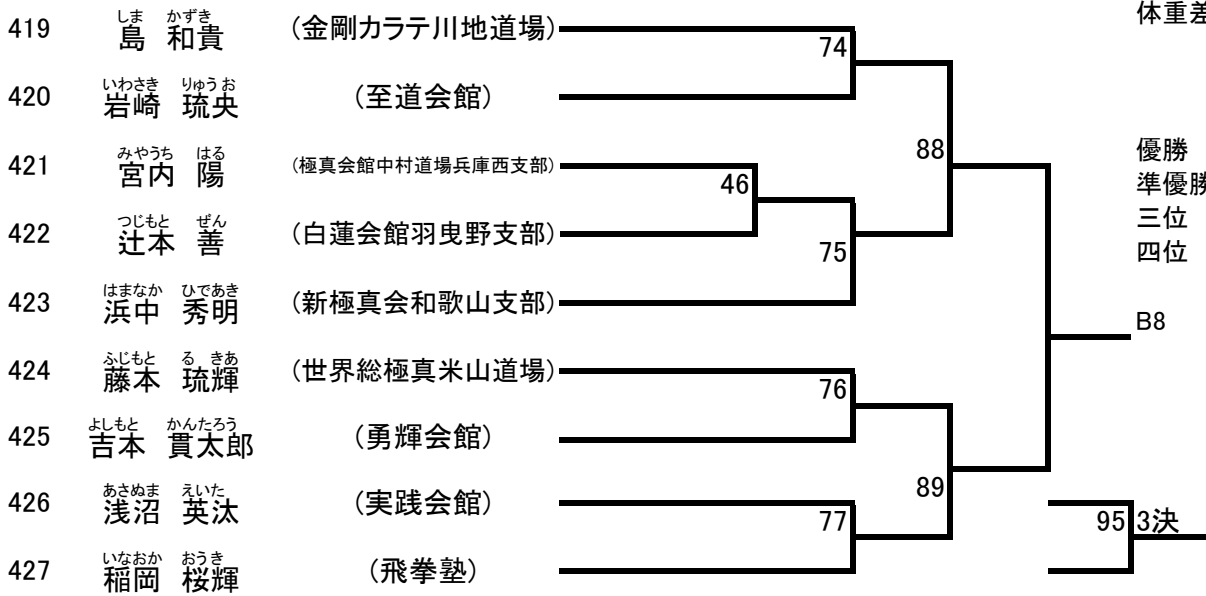 体重差
しま かずき
419 島 和貴 (金剛カラテ川地道場)
74
いわさき りゅうお
420 岩崎 琉央 (至道会館)
みやうち はる
421 宮内 陽 (極真会館中村道場兵庫西支部)
88
優勝
46
準優勝
つじもと ぜん
422 辻本 善 (白蓮会館羽曳野支部)
三位
75
四位
はまなか ひであき
423 浜中 秀明 (新極真会和歌山支部)
B8
ふじもと る きあ
424 藤本 琉輝 (世界総極真米山道場)
76
よしもと かんたろう
425 吉本 貫太郎 (勇輝会館)
89
あさぬま えいた
426 浅沼 英汰 (実践会館)
77
95 3決
いなおか おうき
427 稲岡 桜輝 (飛拳塾)